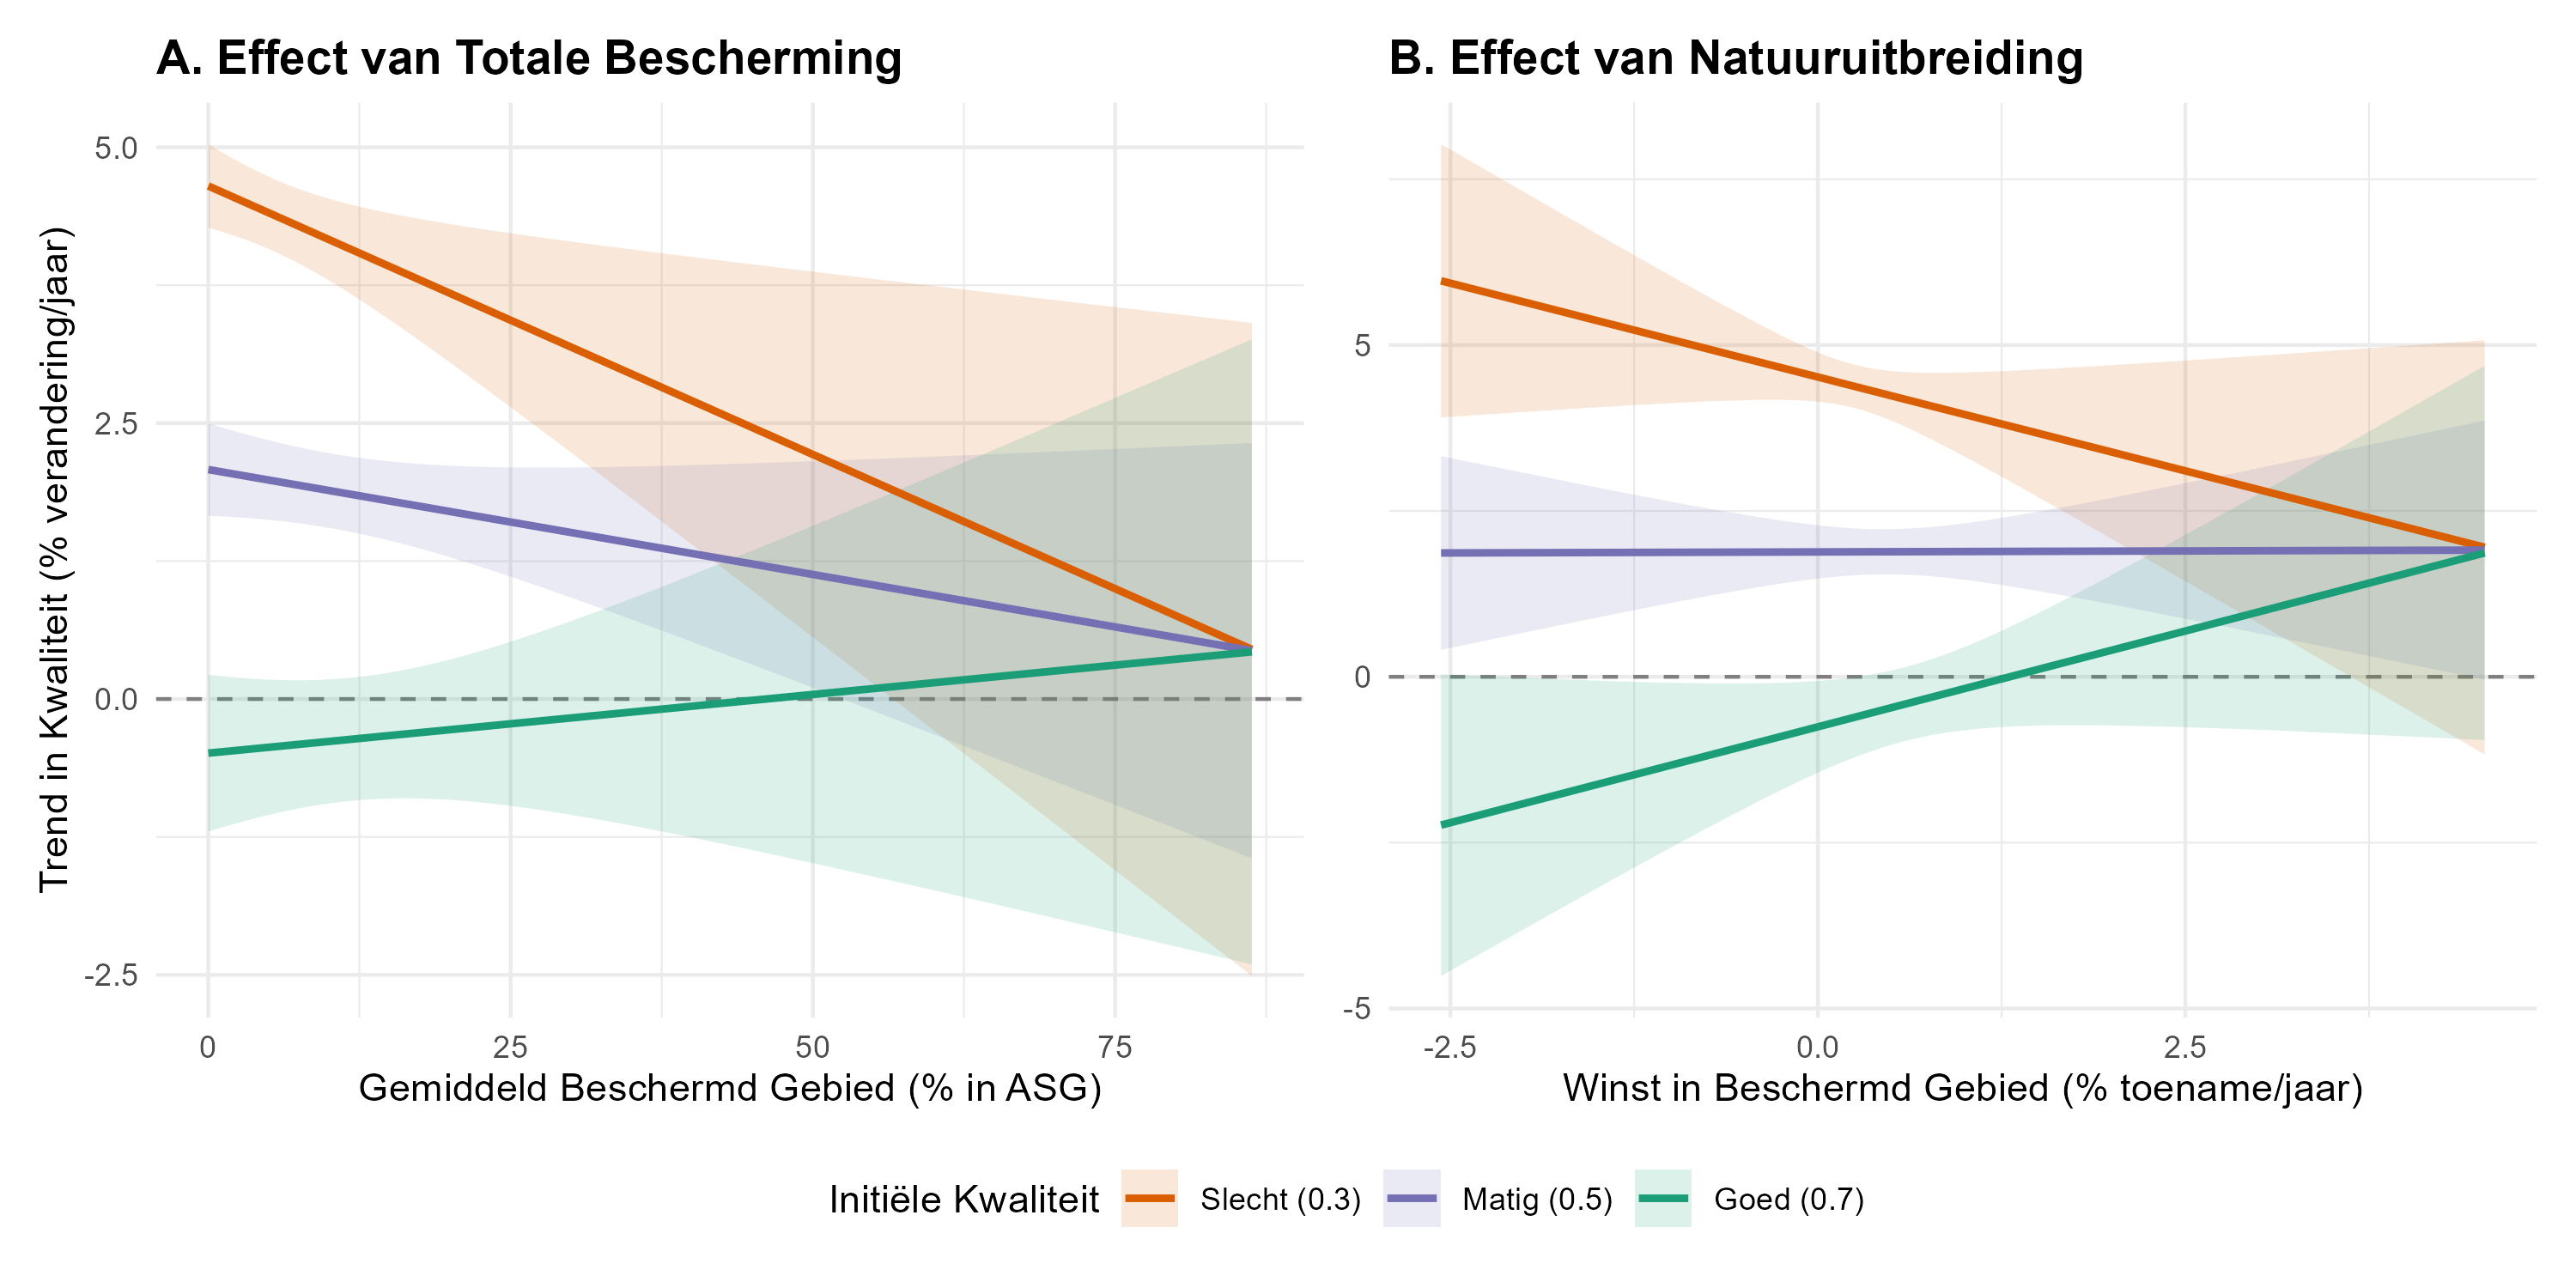 A. Effect van Totale Bescherming
B. Effect van Natuuruitbreiding
Trend in Kwaliteit (% verandering/jaar)
5.0
2.5
0.0
-2.5
0
25
50
75
Gemiddeld Beschermd Gebied (% in ASG)
5
0
-5
-2.5
0.0
2.5
Winst in Beschermd Gebied (% toename/jaar)
Initiële Kwaliteit
Slecht (0.3)
Matig (0.5)
Goed (0.7)